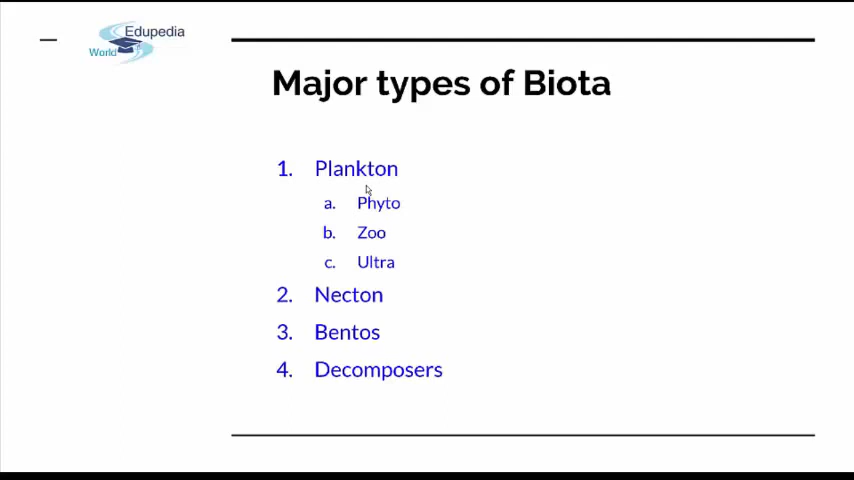 Edupedia
World
Major types of Biota
1. Plankton
a. Phyto
b. Zoo
c. Ultra
2. Necton
3. Bentos
4. Decomposers